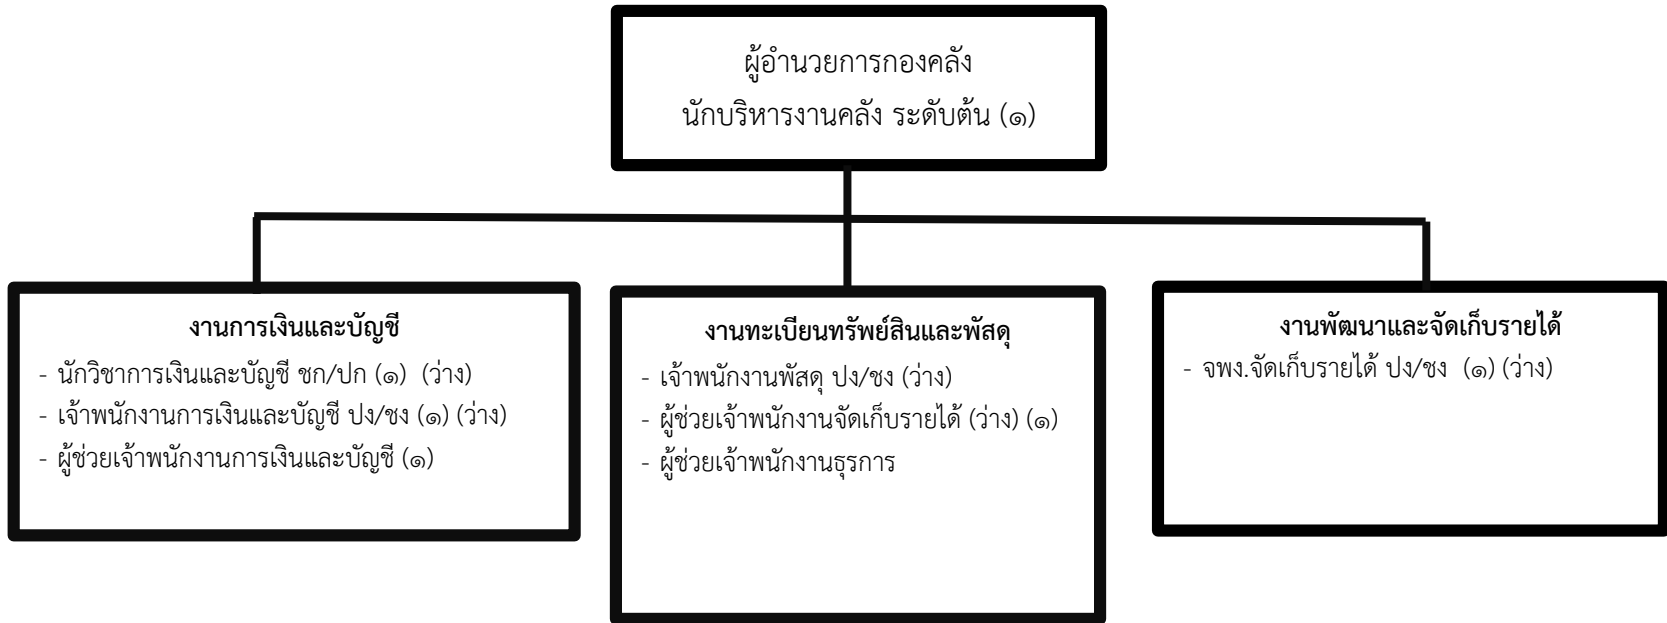 ผู้อำนวยการกองคลัง
นักบริหารงานคลัง ระดับต้น (๑)
งานการเงินและบัญชี
- นักวิชาการเงินและบัญชี ชก/ปก (๑) (ว่าง)
- เจ้าพนักงานการเงินและบัญชี ปง/ชง (๑) (ว่าง)
- ผู้ช่วยเจ้าพนักงานการเงินและบัญชี (๑)
งานทะเบียนทรัพย์สินและพัสดุ
- เจ้าพนักงานพัสดุ ปง/ชง (ว่าง)
- ผู้ช่วยเจ้าพนักงานจัดเก็บรายได้ (ว่าง) (๑)
- ผู้ช่วยเจ้าพนักงานธุรการ
งานพัฒนาและจัดเก็บรายได้
- จพง.จัดเก็บรายได้ ปง/ชง (๑) (ว่าง)